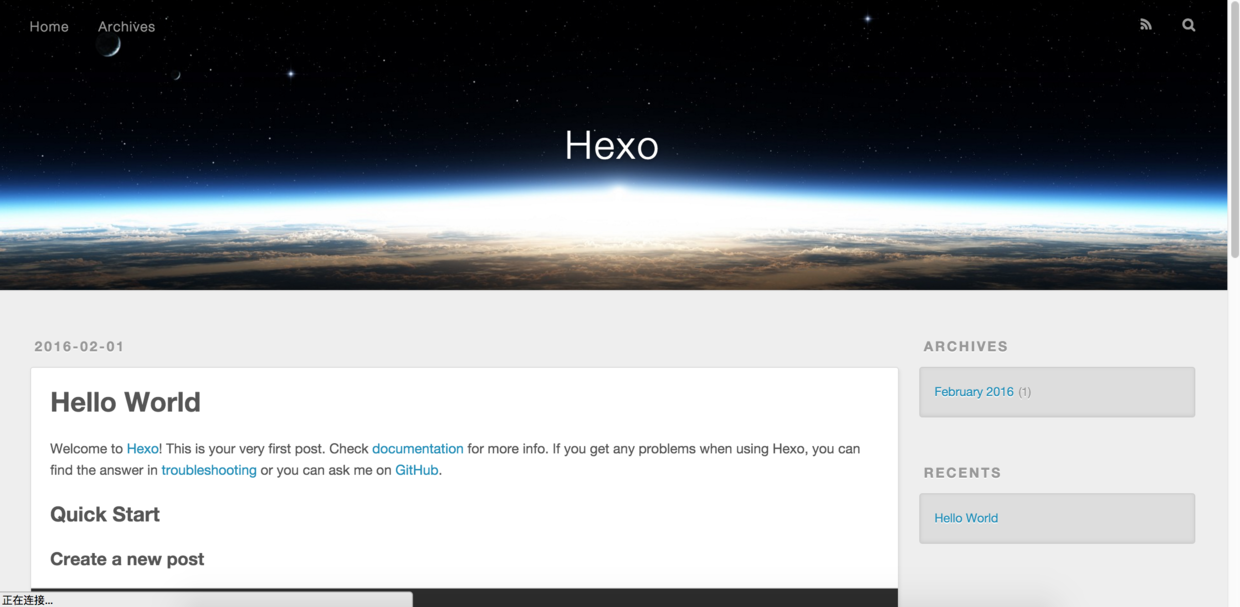 Home Archives
Hexo
2016-02-01
Hello World
Welcome to Hexo! This is your very first post. Check documentation for more info. If you get any problems when using Hexo, you can
find the answer in troubleshooting or you can ask me on GitHub.
Quick Start
Create a new post
ARCHIVES
February 2016 (1)
RECENTS
Hello World
正在连接...